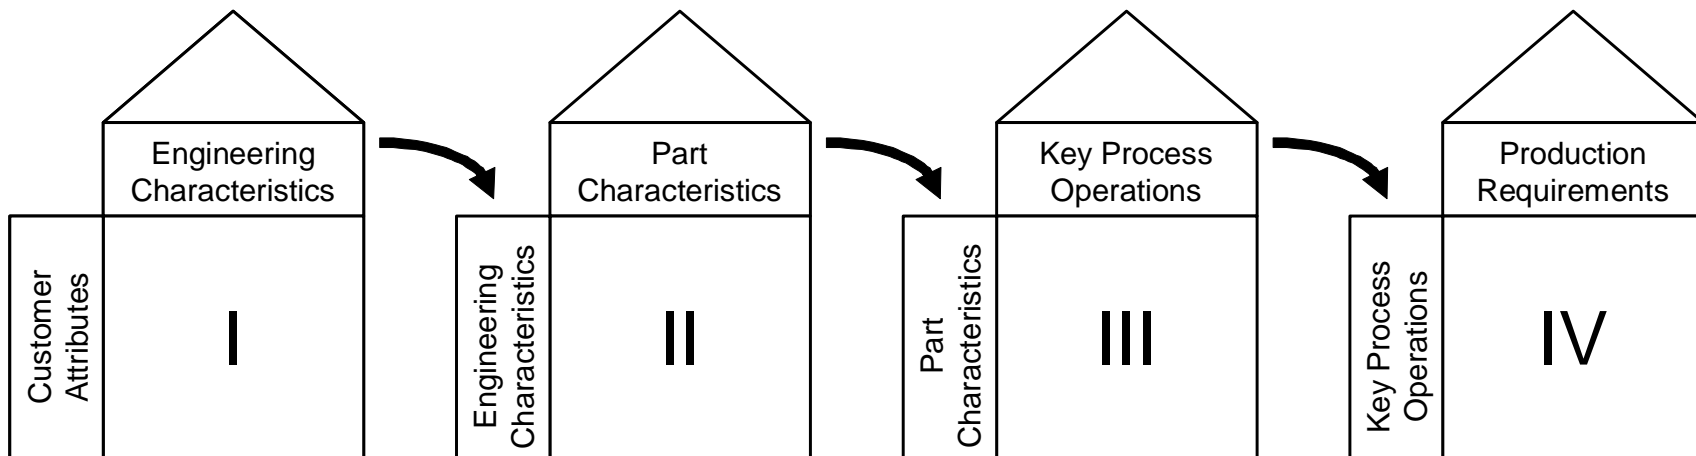 Engineering
Characteristics
Customer
Attributes
I
Part
Characteristics
Engineering
Characteristics
II
Key Process
Operations
Part
Characteristics
III
Production
Requirements
Key Process
Operations
IV